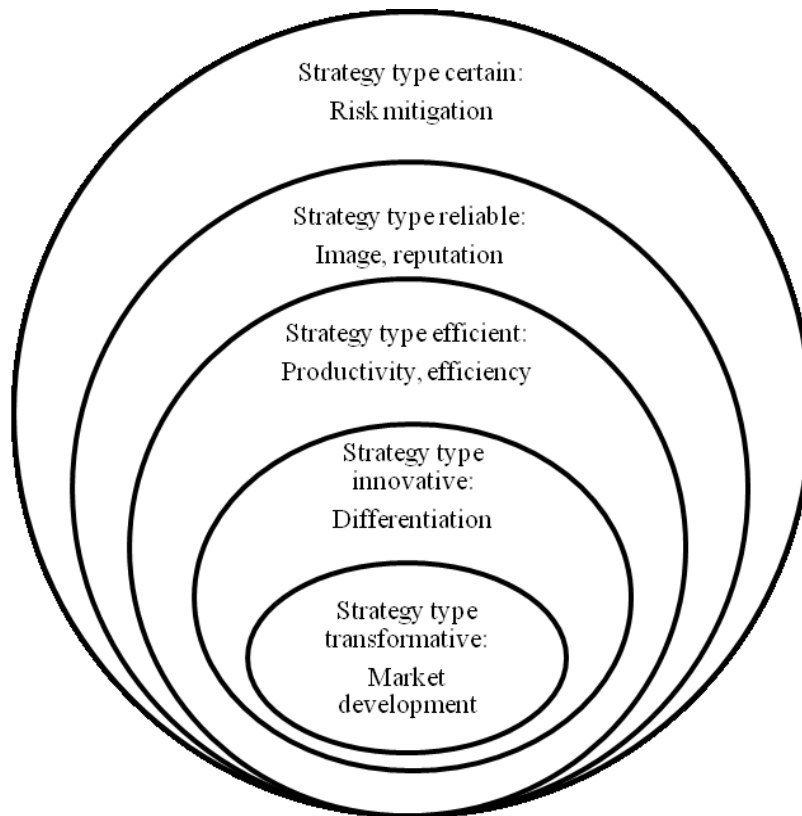 Strategy type certain:
Risk mitigation
Strategy type reliable:
Image, reputation
Strategy type efficient:
Productivity, efficiency
Strategy type
innovative:
Differentiation
Strategy type
transformative:
Market
development